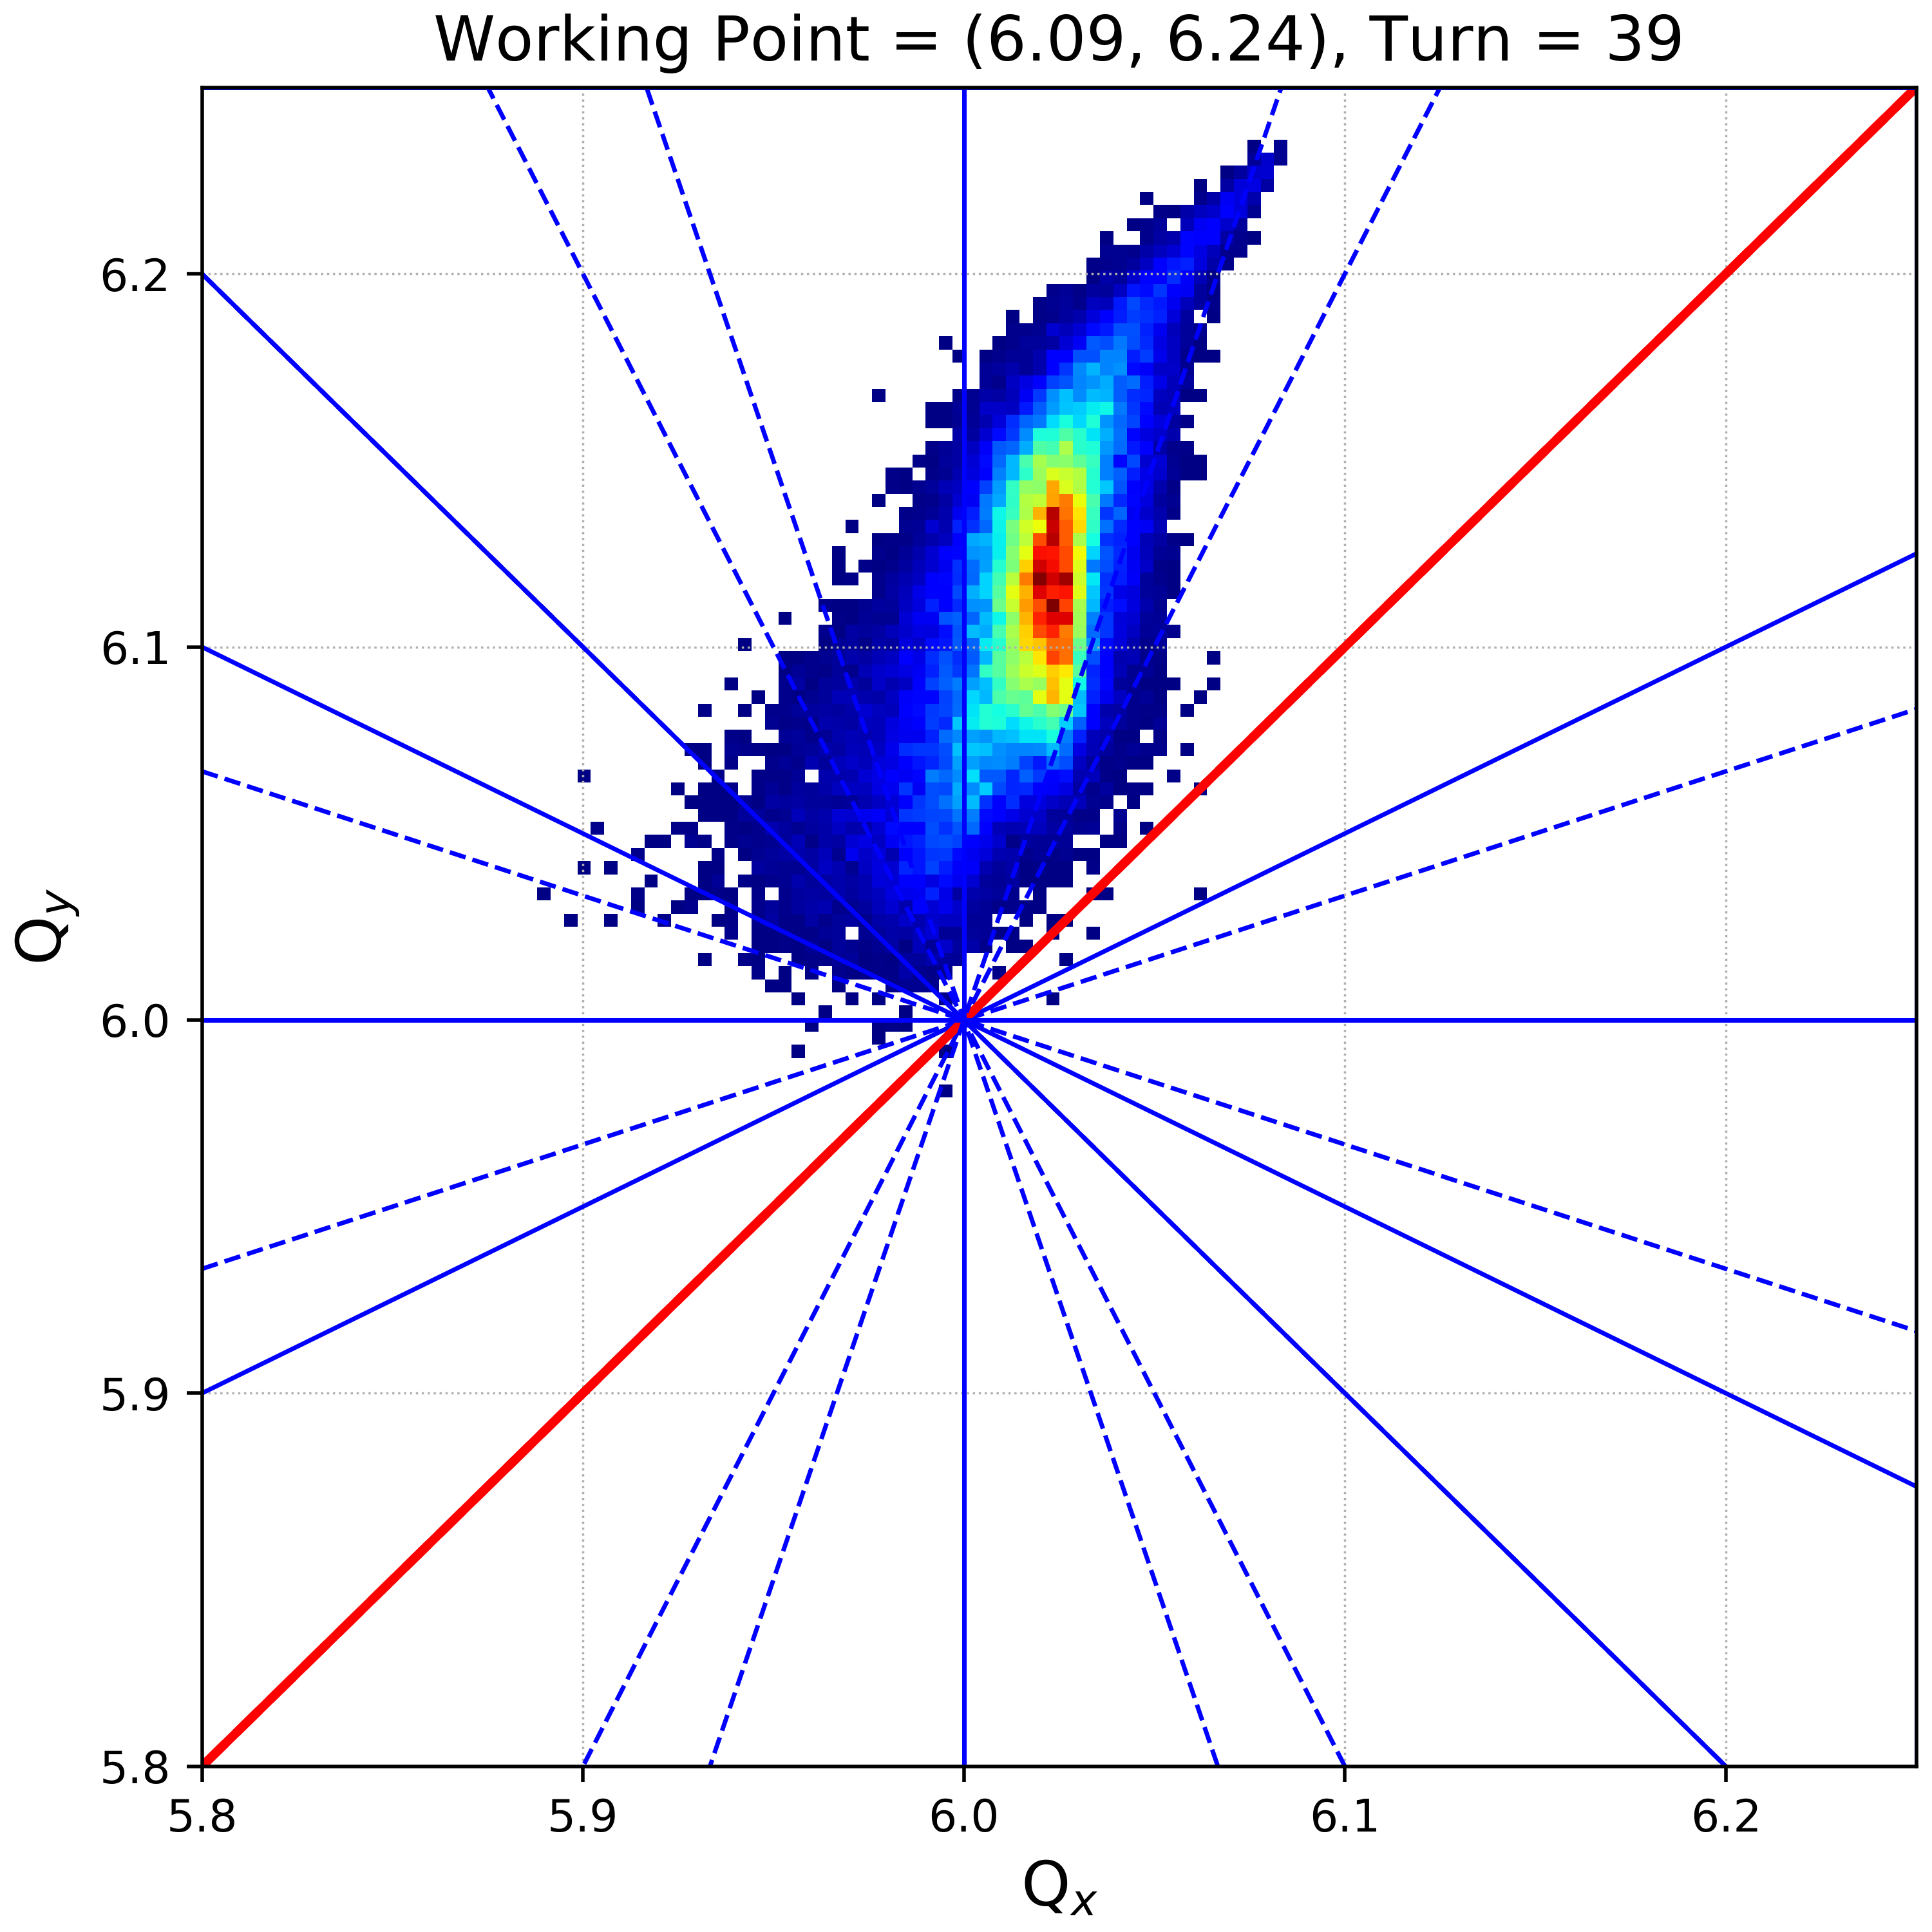 Working Point = (6.09, 6.24), Turn = 39
6.2
6.1
6.0
5.9
5.8
Qy
5.8 5.9 6.0 6.1 6.2
Qx